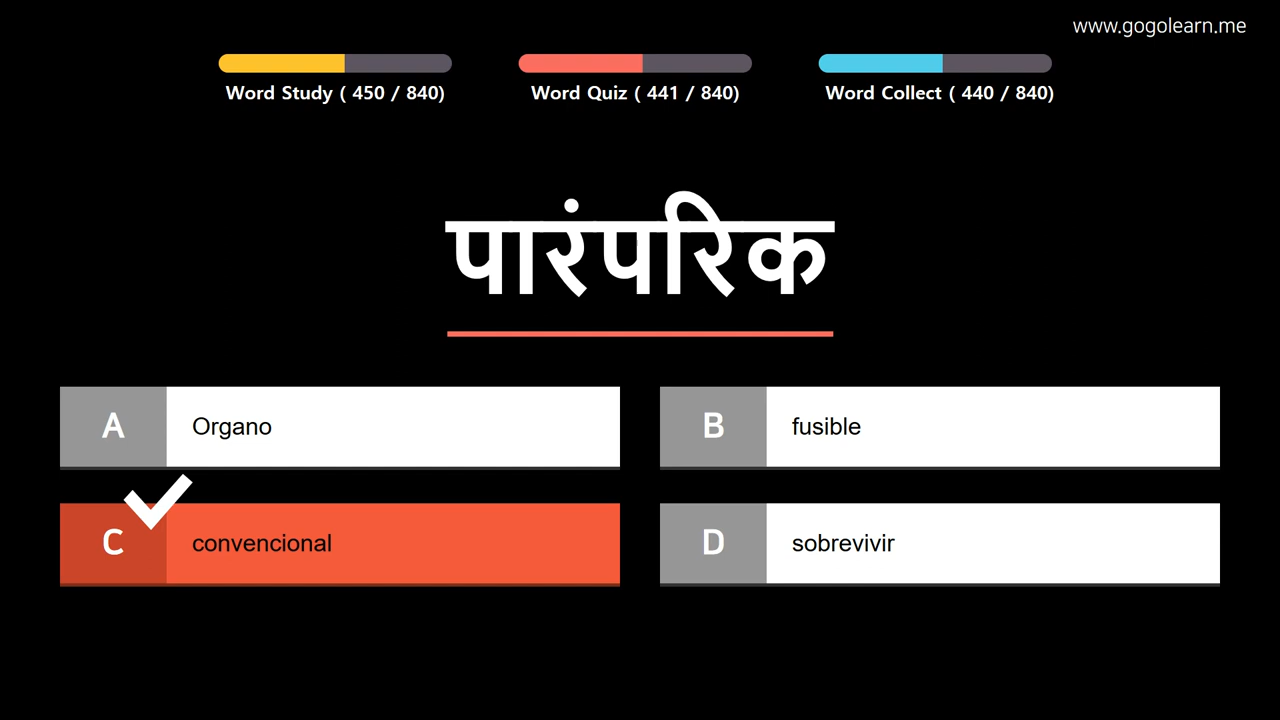 www.gogolearn.me
Word Study ( 450 / 840)
Word Quiz ( 441 / 840)
Word Collect ( 440 / 840)
पारंपरिक
A Organo
B fusible
C convencional
D sobrevivir